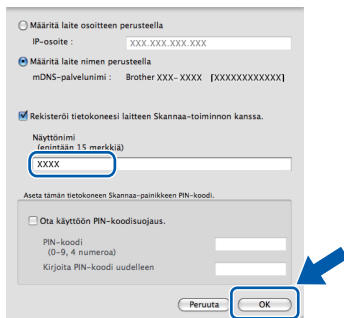 Määritä laite osoitteen perusteella
IP-osoite : XXX.XXX.XXX.XXX
Määritä laite nimen perusteella
mDNS-palvelunimi : Brother XXX-XXXX [XXXXXXXXXXXX]
Rekisteröi tietokoneesi laitteen Skannaa-toiminnon kanssa.
Näyttönimi
(enintään 15 merkkiä)
XXXX
Aseta tämän tietokoneen Skannaa-painikkeen PIN-koodi.
Ota käyttöön PIN-koodisuojaus.
PIN-koodi
(0-9, 4 numeroa)
Kirjoita PIN-koodi uudelleen
Peruuta OK